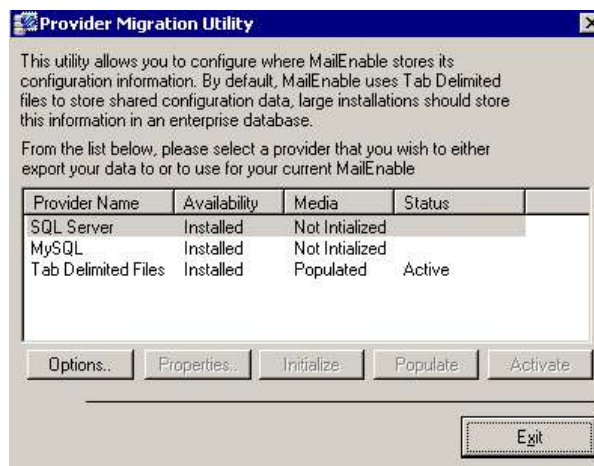 Provider Migration Utility
This utility allows you to configure where MailEnable stores its
configuration information. By default, MailEnable uses Tab Delimited
files to store shared configuration data, large installations should store
this information in an enterprise database.
From the list below, please select a provider that you wish to either
export your data to or to use for your current MailEnable
Provider Name Availability Media Status
SQL Server Installed Not Intialized
MySQL Installed Not Intialized
Tab Delimited Files Installed Populated Active
Options.. Properties.. Initialize Populate Activate
Exit